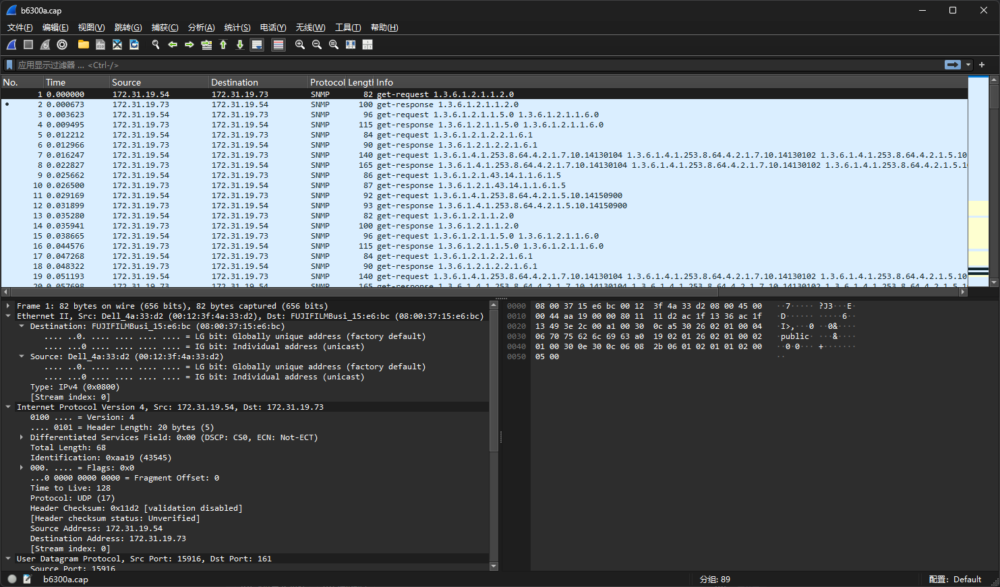 b6300a.cap
文件(F) 编辑(E) 视图(V) 跳转(G) 捕获(C) 分析(A) 统计(S) 电话(Y) 无线(W) 工具(T) 帮助(H)
应用显示过滤器 … <Ctrl-/>
No. Time Source Destination Protocol Lengtl Info
1 0.000000 172.31.19.54 172.31.19.73 SNMP 82 get-request 1.3.6.1.2.1.1.2.0
2 0.000673 172.31.19.73 172.31.19.54 SNMP 100 get-response 1.3.6.1.2.1.1.2.0
3 0.003623 172.31.19.54 172.31.19.73 SNMP 96 get-request 1.3.6.1.2.1.1.5.0 1.3.6.1.2.1.1.6.0
4 0.009495 172.31.19.73 172.31.19.54 SNMP 115 get-response 1.3.6.1.2.1.1.5.0 1.3.6.1.2.1.1.6.0
5 0.012212 172.31.19.54 172.31.19.73 SNMP 84 get-request 1.3.6.1.2.1.2.2.1.6.1
6 0.012966 172.31.19.73 172.31.19.54 SNMP 90 get-response 1.3.6.1.2.1.2.2.1.6.1
7 0.016247 172.31.19.54 172.31.19.73 SNMP 140 get-request 1.3.6.1.4.1.253.8.64.4.2.1.7.10.14130104 1.3.6.1.4.1.253.8.64.4.2.1.7.10.14130102 1.3.6.1.4.1.253.8.64.4.2.1.5.10
8 0.022827 172.31.19.73 172.31.19.54 SNMP 165 get-response 1.3.6.1.4.1.253.8.64.4.2.1.7.10.14130104 1.3.6.1.4.1.253.8.64.4.2.1.7.10.14130102 1.3.6.1.4.1.253.8.64.4.2.1.5.10
9 0.025662 172.31.19.54 172.31.19.73 SNMP 86 get-request 1.3.6.1.2.1.43.14.1.1.6.1.5
10 0.026500 172.31.19.73 172.31.19.54 SNMP 87 get-response 1.3.6.1.2.1.43.14.1.1.6.1.5
11 0.029169 172.31.19.54 172.31.19.73 SNMP 92 get-request 1.3.6.1.4.1.253.8.64.4.2.1.5.10.14150900
12 0.031899 172.31.19.73 172.31.19.54 SNMP 93 get-response 1.3.6.1.4.1.253.8.64.4.2.1.5.10.14150900
13 0.035280 172.31.19.54 172.31.19.73 SNMP 82 get-request 1.3.6.1.2.1.1.2.0
14 0.035941 172.31.19.73 172.31.19.54 SNMP 100 get-response 1.3.6.1.2.1.1.2.0
15 0.038665 172.31.19.54 172.31.19.73 SNMP 96 get-request 1.3.6.1.2.1.1.5.0 1.3.6.1.2.1.1.6.0
16 0.044576 172.31.19.73 172.31.19.54 SNMP 115 get-response 1.3.6.1.2.1.1.5.0 1.3.6.1.2.1.1.6.0
17 0.047268 172.31.19.54 172.31.19.73 SNMP 84 get-request 1.3.6.1.2.1.2.2.1.6.1
18 0.048322 172.31.19.73 172.31.19.54 SNMP 90 get-response 1.3.6.1.2.1.2.2.1.6.1
19 0.051193 172.31.19.54 172.31.19.73 SNMP 140 get-request 1.3.6.1.4.1.253.8.64.4.2.1.7.10.14130104 1.3.6.1.4.1.253.8.64.4.2.1.7.10.14130102 1.3.6.1.4.1.253.8.64.4.2.1.5.10
20 0.057698 172.31.19.73 172.31.19.54 SNMP 165 get-response 1.3.6.1.4.1.253.8.64.4.2.1.7.10.14130104 1.3.6.1.4.1.253.8.64.4.2.1.7.10.14130102 1.3.6.1.4.1.253.8.64.4.2.1.5.10
Frame 1: 82 bytes on wire (656 bits), 82 bytes captured (656 bits)
Ethernet II, Src: Dell_4a:33:d2 (00:12:3f:4a:33:d2), Dst: FUJIFILMBusi_15:e6:bc (08:00:37:15:e6:bc)
Destination: FUJIFILMBusi_15:e6:bc (08:00:37:15:e6:bc)
.... ..0. .... .... .... .... = LG bit: Globally unique address (factory default)
.... ...0 .... .... .... .... = IG bit: Individual address (unicast)
Source: Dell_4a:33:d2 (00:12:3f:4a:33:d2)
.... ..0. .... .... .... .... = LG bit: Globally unique address (factory default)
.... ...0 .... .... .... .... = IG bit: Individual address (unicast)
Type: IPv4 (0x0800)
[Stream index: 0]
Internet Protocol Version 4, Src: 172.31.19.54, Dst: 172.31.19.73
0100 .... = Version: 4
.... 0101 = Header Length: 20 bytes (5)
Differentiated Services Field: 0x00 (DSCP: CS0, ECN: Not-ECT)
Total Length: 68
Identification: 0xaa19 (43545)
000. .... = Flags: 0x0
...0 0000 0000 0000 = Fragment Offset: 0
Time to Live: 128
Protocol: UDP (17)
Header Checksum: 0x11d2 [validation disabled]
[Header checksum status: Unverified]
Source Address: 172.31.19.54
Destination Address: 172.31.19.73
[Stream index: 0]
User Datagram Protocol, Src Port: 15916, Dst Port: 161
Source Port: 15916
0000 08 00 37 15 e6 bc 00 12 3f 4a 33 d2 08 00 45 00 ··7····· ?J3···E·
0010 00 44 aa 19 00 00 80 11 11 d2 ac 1f 13 36 ac 1f ·D······ ·····6··
0020 13 49 3e 2c 00 a1 00 30 0c a5 30 26 02 01 00 04 ·I>,···0 ··0&····
0030 06 70 75 62 6c 69 63 a0 19 02 01 26 02 01 00 02 ·public· ···&····
0040 01 00 30 0e 30 0c 06 08 2b 06 01 02 01 01 02 00 ··0·0··· +·······
0050 05 00 ··
b6300a.cap 分组: 89 配置: Default